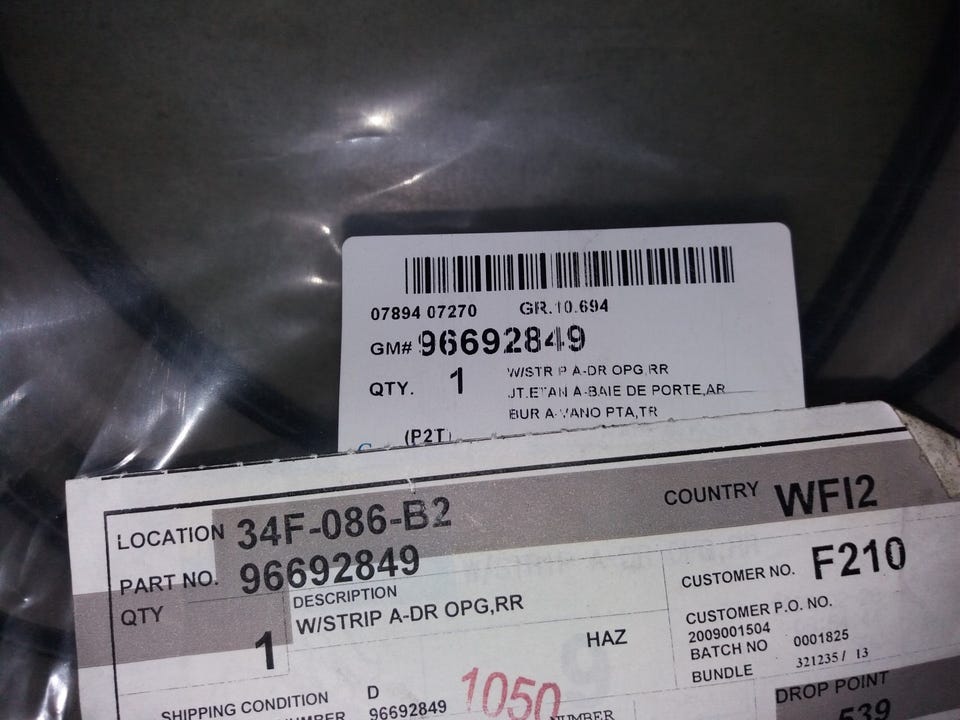 07894 07270 GR.10.694
GM# 96692849
QTY. 1 W/STR P A-DR OPG,RR
JT.ETAN A-BAIE DE PORTE,AR
BUR A- VANO PTA,TR
(P2T)
LOCATION 34F-086-B2 COUNTRY WFI2
PART NO. 96692849 CUSTOMER NO. F210
QTY 1
DESCRIPTION
W/STRIP A-DR OPG,RR
HAZ
CUSTOMER P.O. NO.
2009001504
BATCH NO 0001825
BUNDLE 321235/ 13
SHIPPING CONDITION D
96692849
1050
NUMBER
DROP POINT
539